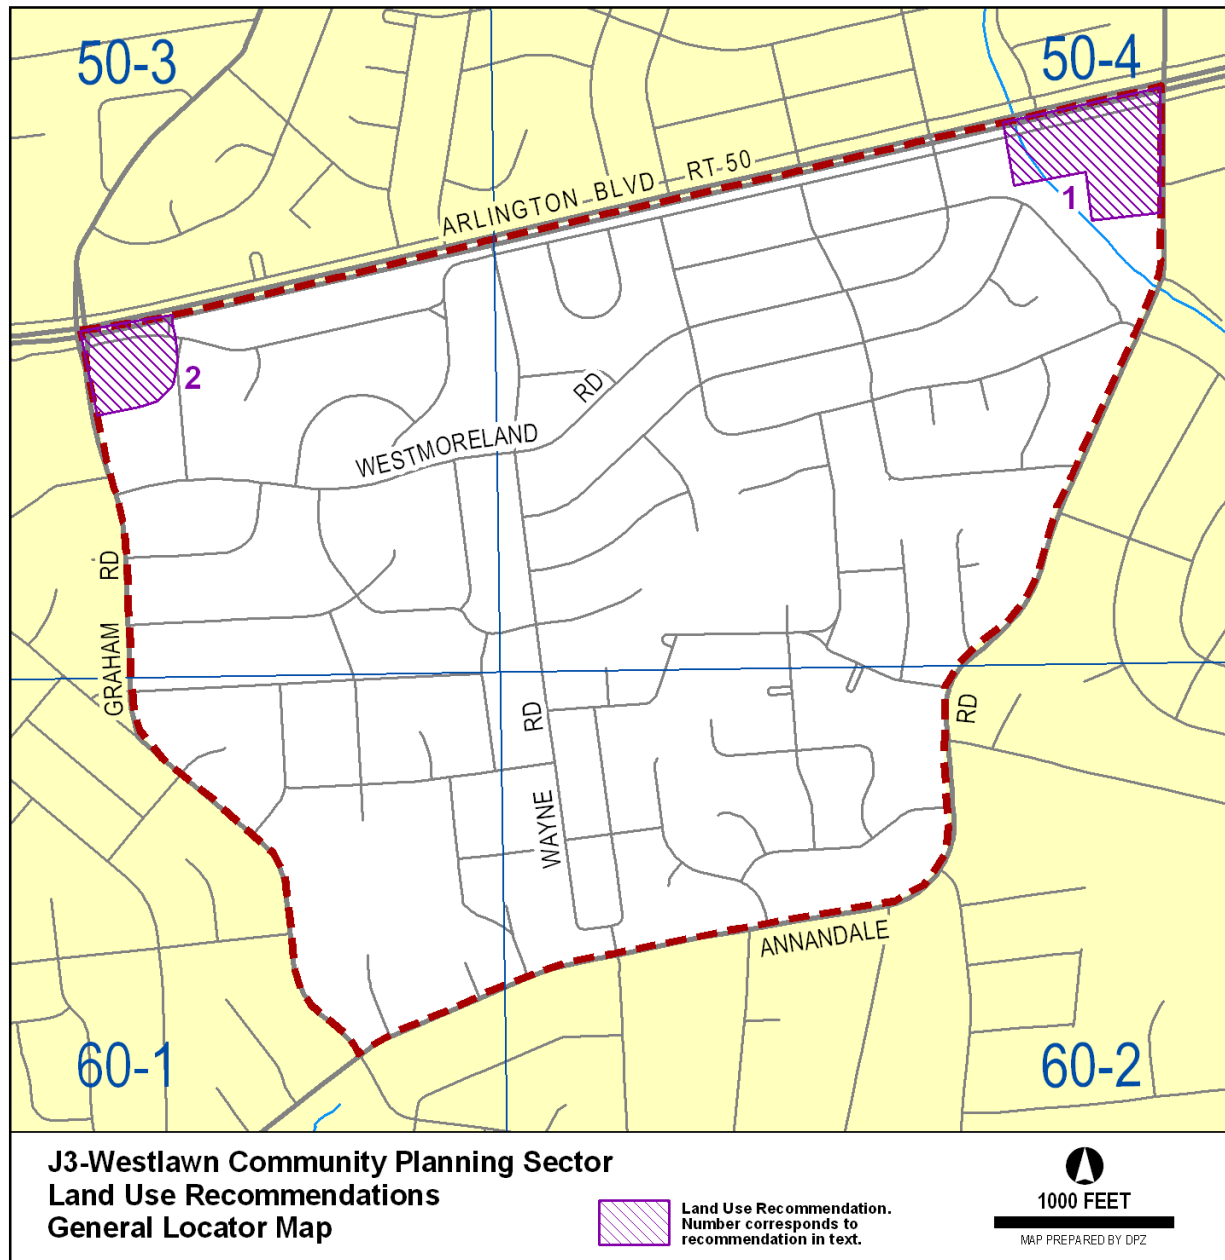 50-3
50-4
ARLINGTON BLVD RT 50
1
2
RD
WESTMORELAND
RD
GRAHAM
RD
RD
WAYNE
ANNANDALE
60-1
60-2
J3-Westlawn Community Planning Sector
Land Use Recommendations
General Locator Map
Land Use Recommendation.
Number corresponds to
recommendation in text.
1000 FEET
MAP PREPARED BY DPZ